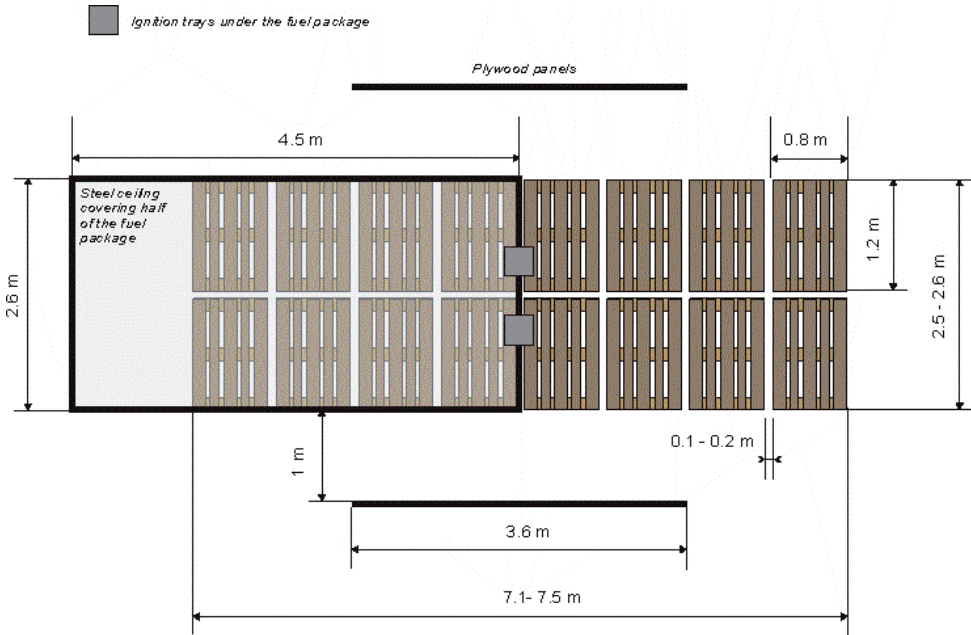 Ignition trays under the fuel package
Plywood panels
4.5 m
0.8 m
Steel ceiling
covering half
of the fuel
package
2.6 m
1.2 m
2.5 - 2.6 m
0.1 - 0.2 m
1 m
3.6 m
7.1- 7.5 m